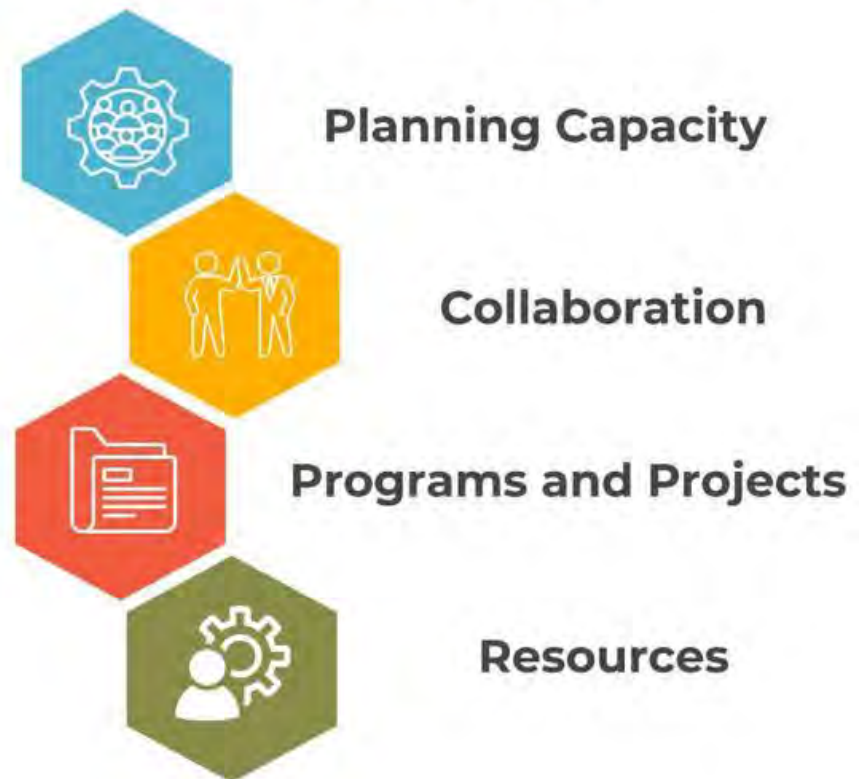 Planning Capacity
Collaboration
Programs and Projects
Resources